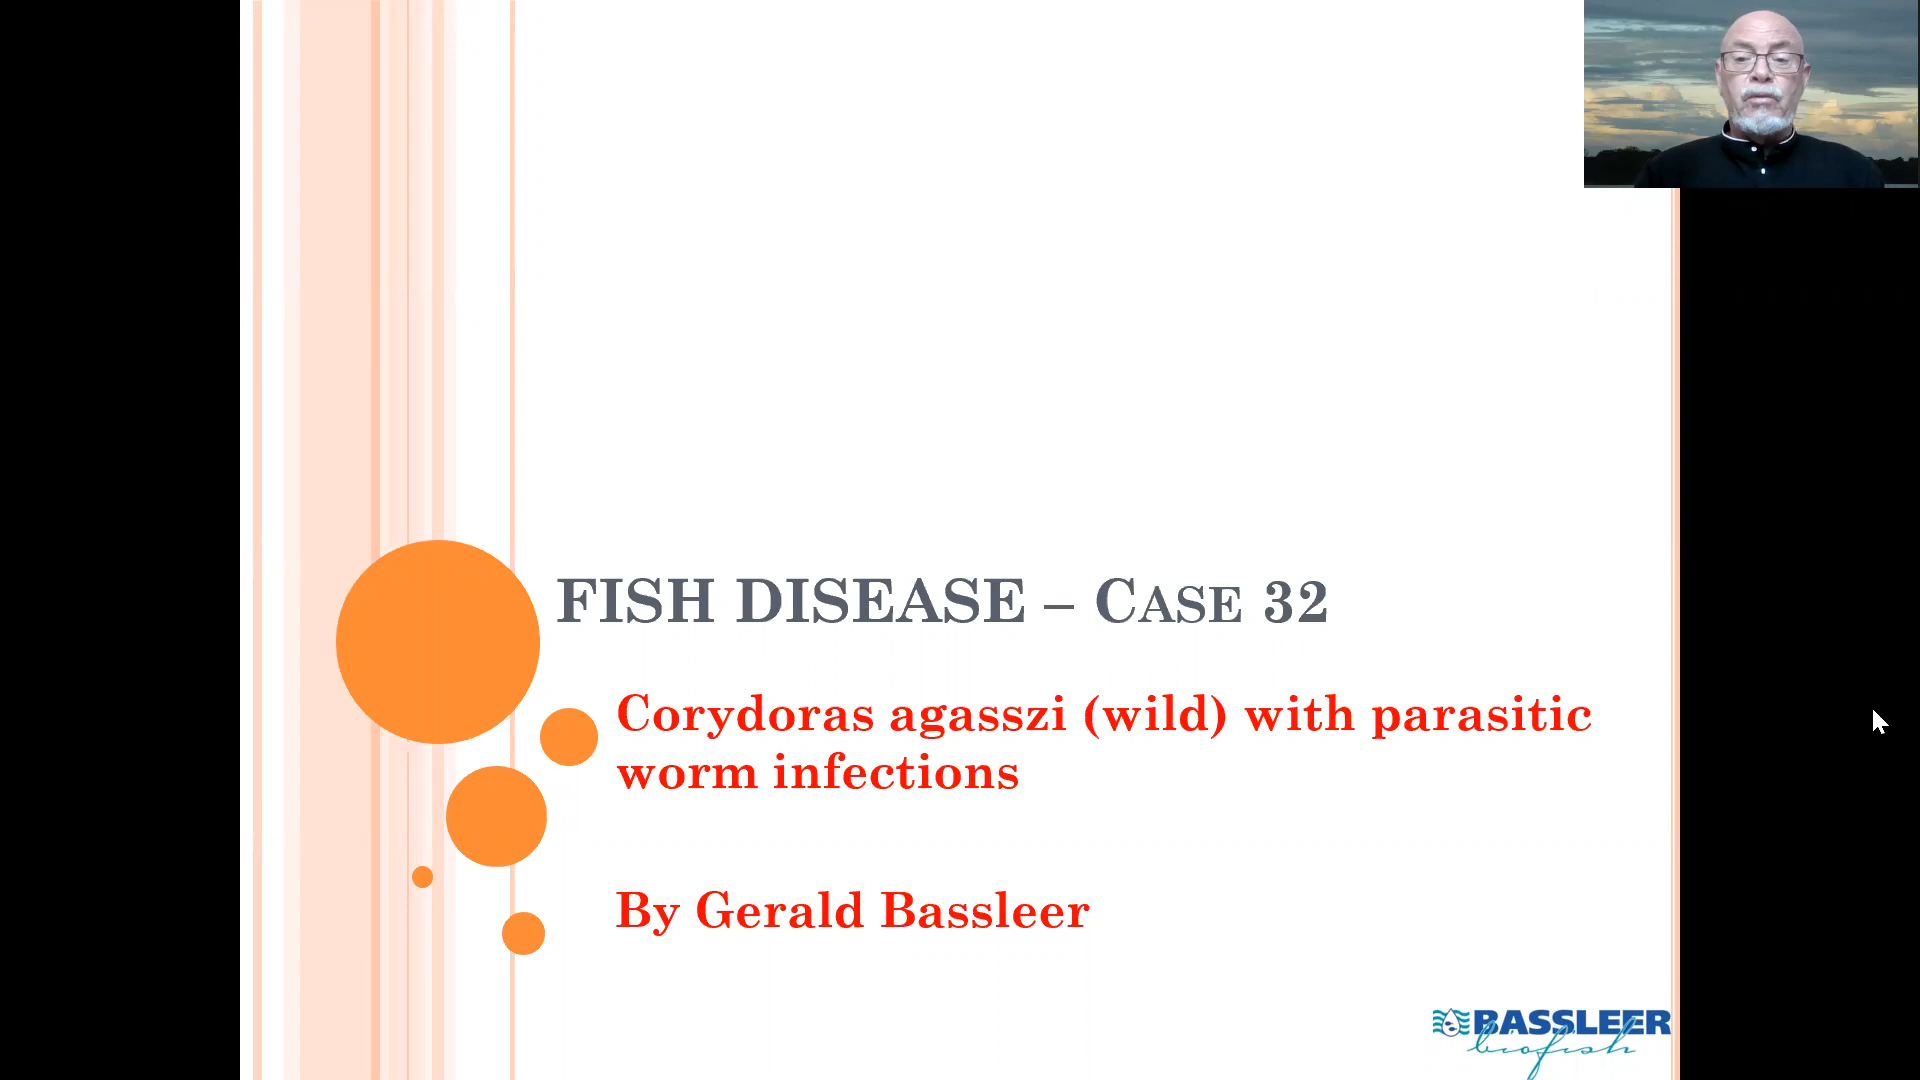 FISH DISEASE – CASE 32
Corydoras agasszi (wild) with parasitic
worm infections
By Gerald Bassleer
BASSLEER
biofish